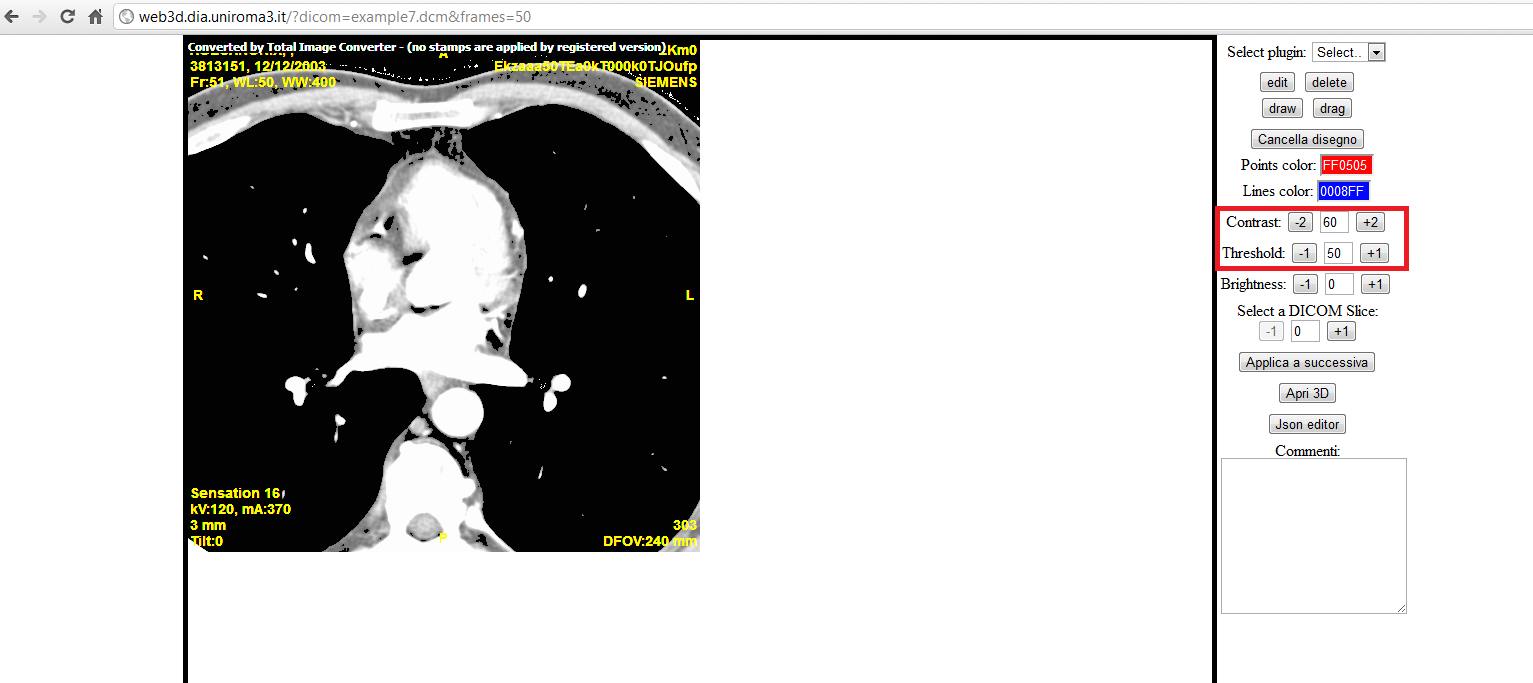 web3d.dia.uniroma3.it/?dicom=example7.dcm&frames=50
Converted by Total Image Converter - (no stamps are applied by registered version)
Km0
A
3813151, 12/12/2003
Ekzaaa50TEa0kT000k0TJOufp
Fr:51, WL:50, WW:400
SIEMENS
R
L
Sensation 16
kV:120, mA:370
3 mm
303
Tilt:0
P
DFOV:240 mm
Select plugin: Select..
edit delete
draw drag
Cancella disegno
Points color: FF0505
Lines color: 0008FF
Contrast: -2 60 +2
Threshold: -1 50 +1
Brightness: -1 0 +1
Select a DICOM Slice:
-1 0 +1
Applica a successiva
Apri 3D
Json editor
Commenti: